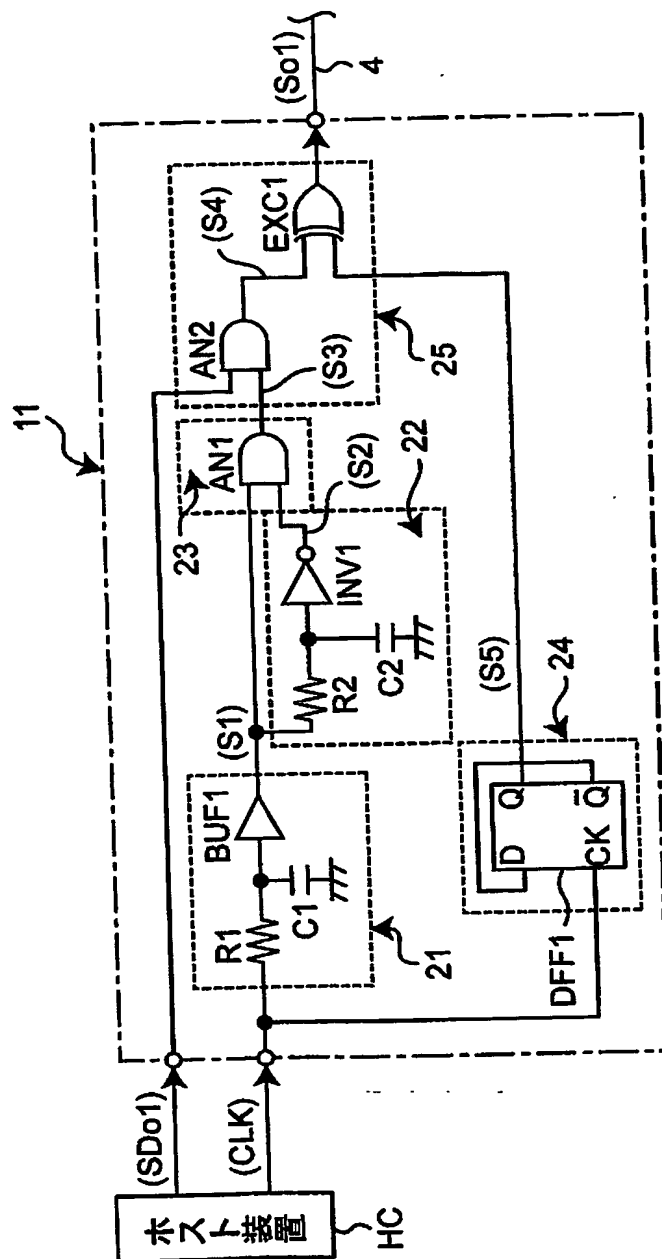 11
ホスト装置
HC
(SDo1)
(CLK)
R1
C1
BUF1
21
(S1)
R2
C2
INV1
(S2)
22
23
AN1
(S3)
AN2
(S4)
EXC1
25
(So1)
4
DFF1
D
Q
CK
Q̅
(S5)
24